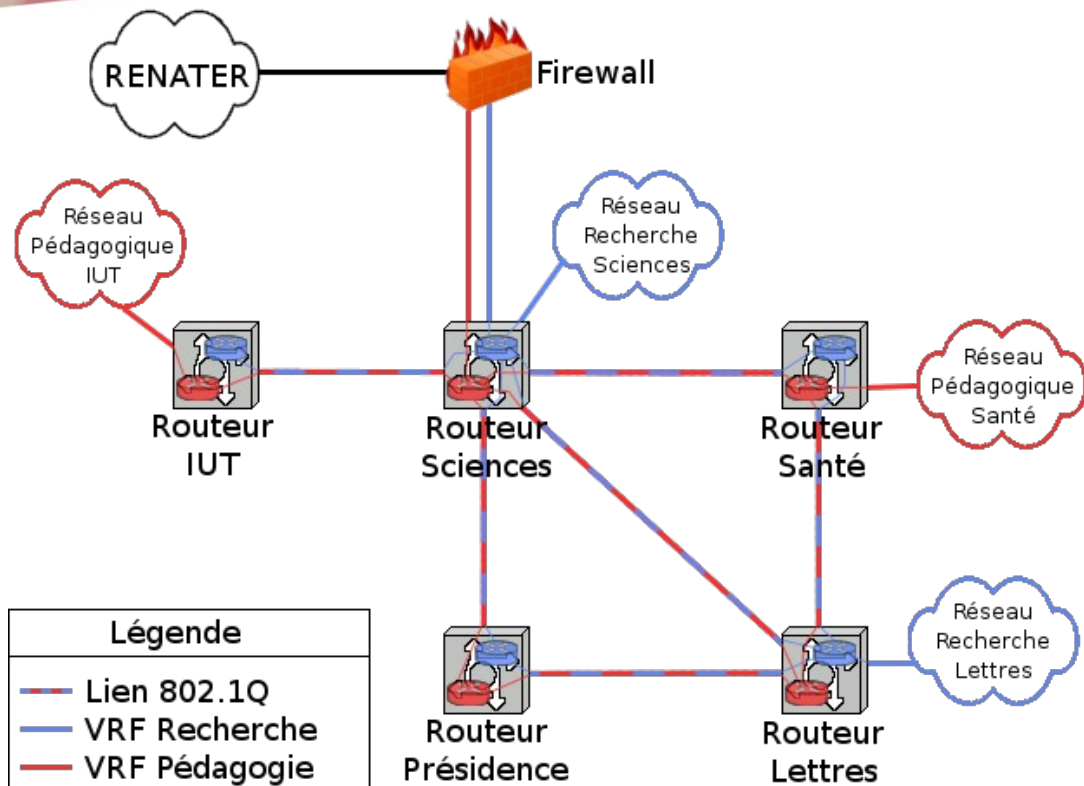 RENATER
Firewall
Réseau
Pédagogique
IUT
Réseau
Recherche
Sciences
Réseau
Pédagogique
Santé
Routeur
IUT
Routeur
Sciences
Routeur
Santé
Réseau
Recherche
Lettres
Légende
Lien 802.1Q
VRF Recherche
VRF Pédagogie
Routeur
Présidence
Routeur
Lettres